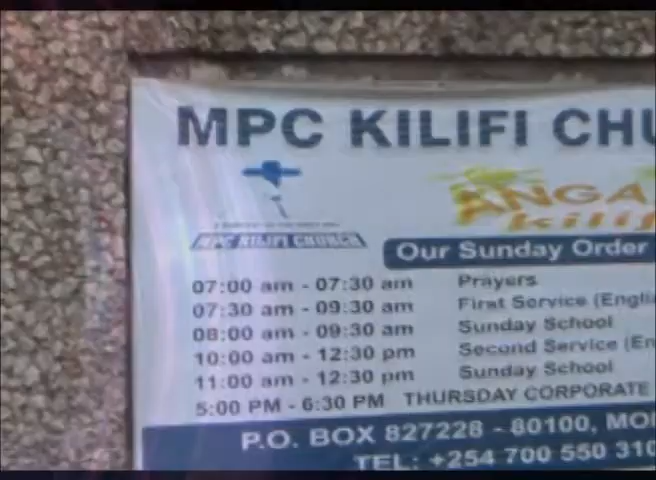 MPC KILIFI CHU
ANGA
kilifi
MPC KILIFI CHURCH
Our Sunday Order
07:00 am - 07:30 am Prayers
07:30 am - 09:30 am First Service (Engli
08:00 am - 09:30 am Sunday School
10:00 am - 12:30 pm Second Service (En
11:00 am - 12:30 pm Sunday School
5:00 PM - 6:30 PM THURSDAY CORPORATE
P.O. BOX 827228 - 80100, MO
TEL: +254 700 550 310